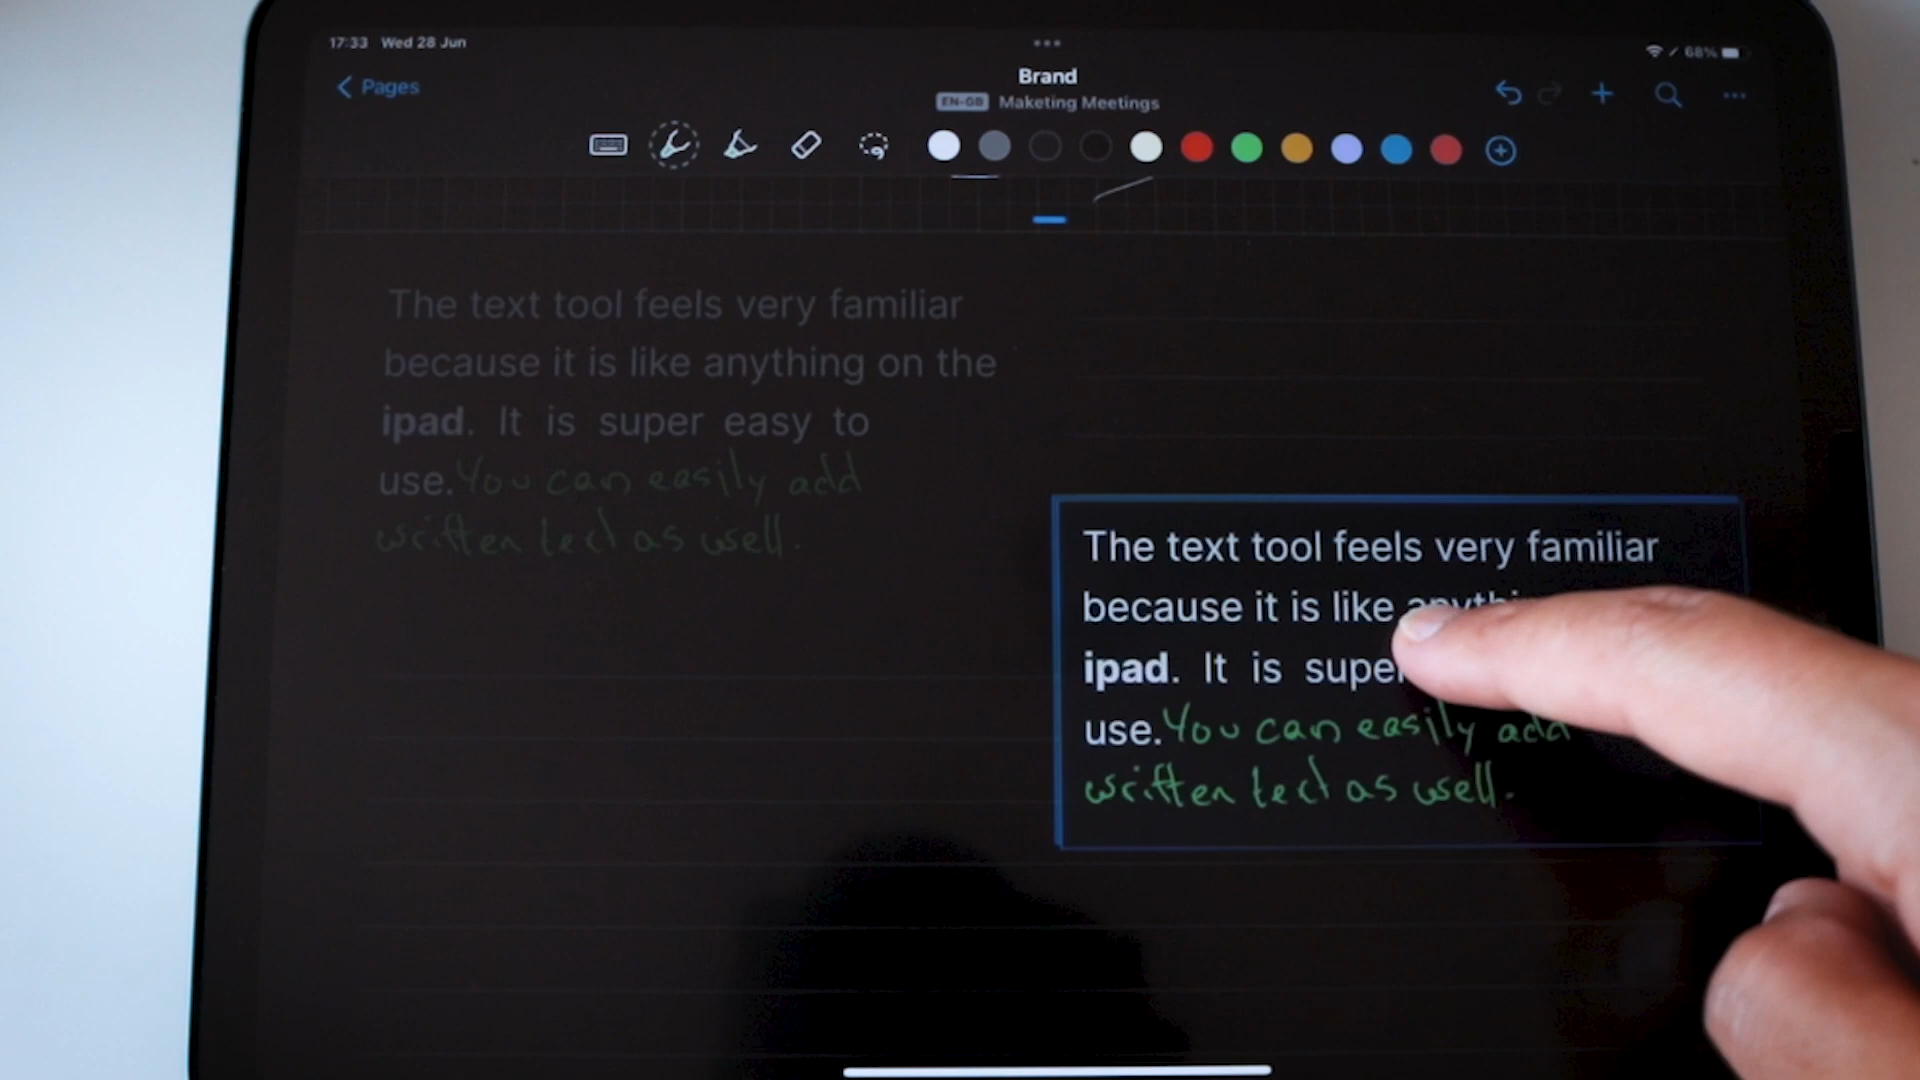 17:33 Wed 28 Jun
68%
Pages
Brand
EN-GB Maketing Meetings
The text tool feels very familiar
because it is like anything on the
ipad. It is super easy to
use. You can easily add
written text as well.
The text tool feels very familiar
because it is like
ipad. It is super
use. You can easily add
written text as well.